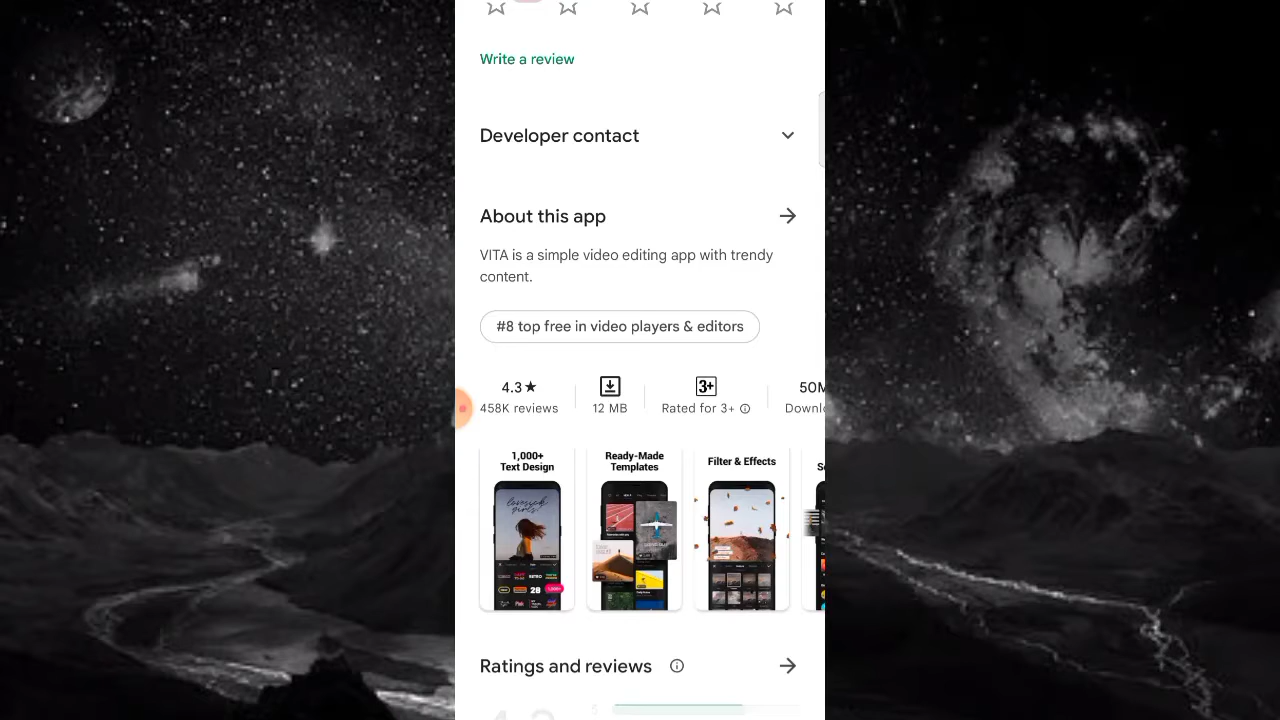 Write a review
Developer contact
About this app
VITA is a simple video editing app with trendy
content.
#8 top free in video players & editors
4.3★
458K reviews
12 MB
3+
Rated for 3+
50M
1,000+
Text Design
Ready-Made
Templates
Filter & Effects
Ratings and reviews
5